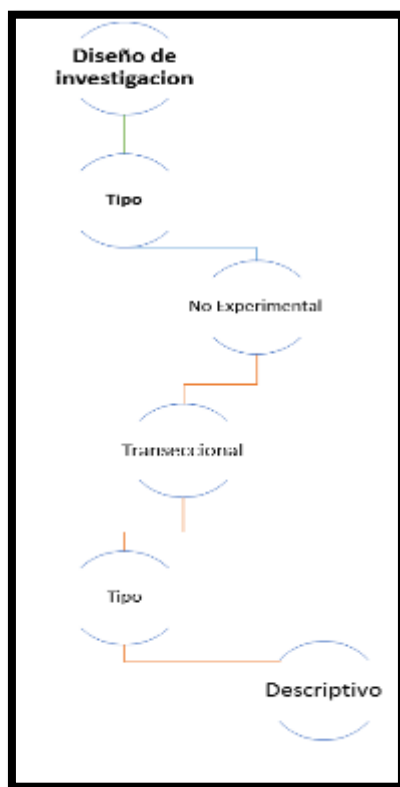 Diseño de
investigacion
Tipo
No Experimental
Transeccional
Tipo
Descriptivo